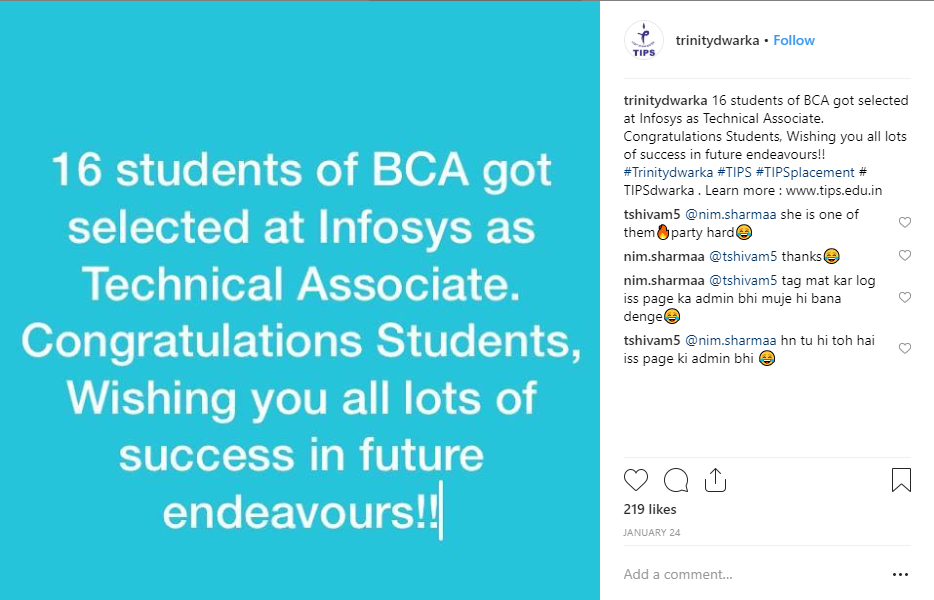 16 students of BCA got
selected at Infosys as
Technical Associate.
Congratulations Students,
Wishing you all lots of
success in future
endeavours!!
TIPS
trinitydwarka • Follow
trinitydwarka 16 students of BCA got selected
at Infosys as Technical Associate.
Congratulations Students, Wishing you all lots
of success in future endeavours!!
#Trinitydwarka #TIPS #TIPSplacement #
TIPSdwarka . Learn more : www.tips.edu.in
tshivam5 @nim.sharmaa she is one of
them🔥party hard😂
nim.sharmaa @tshivam5 thanks😂
nim.sharmaa @tshivam5 tag mat kar log
iss page ka admin bhi muje hi bana
denge😂
tshivam5 @nim.sharmaa hn tu hi toh hai
iss page ki admin bhi 😂
219 likes
JANUARY 24
Add a comment...